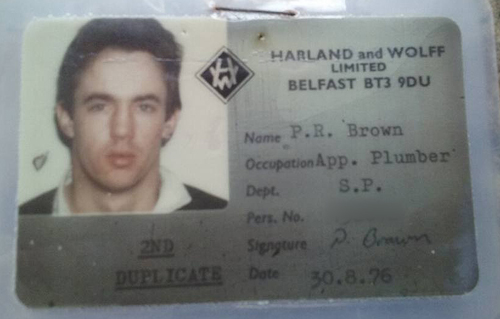 HARLAND and WOLFF
LIMITED
BELFAST BT3 9DU
Name P.R. Brown
Occupation App. Plumber
Dept. S.P.
Pers. No.
Signature P. Brown
Date 30.8.76
2ND
DUPLICATE